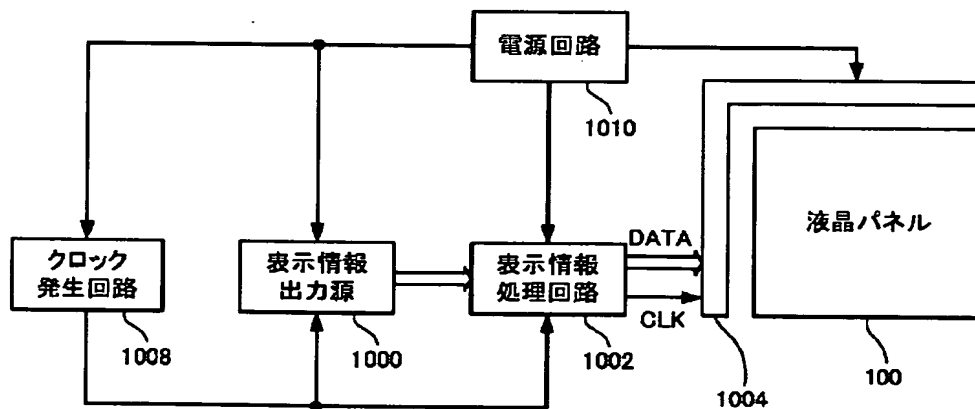 電源回路
1010
液晶パネル
DATA
クロック
発生回路
表示情報
出力源
表示情報
処理回路
CLK
1008
1000
1002
1004
100